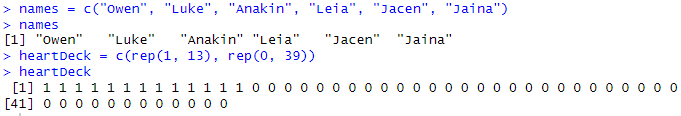 > names = c("Owen", "Luke", "Anakin", "Leia", "Jacen", "Jaina")
> names
[1] "Owen"   "Luke"   "Anakin" "Leia"   "Jacen"  "Jaina"
> heartDeck = c(rep(1, 13), rep(0, 39))
> heartDeck
 [1] 1 1 1 1 1 1 1 1 1 1 1 1 1 0 0 0 0 0 0 0 0 0 0 0 0 0 0 0 0 0 0 0 0 0 0 0 0 0 0 0
[41] 0 0 0 0 0 0 0 0 0 0 0 0